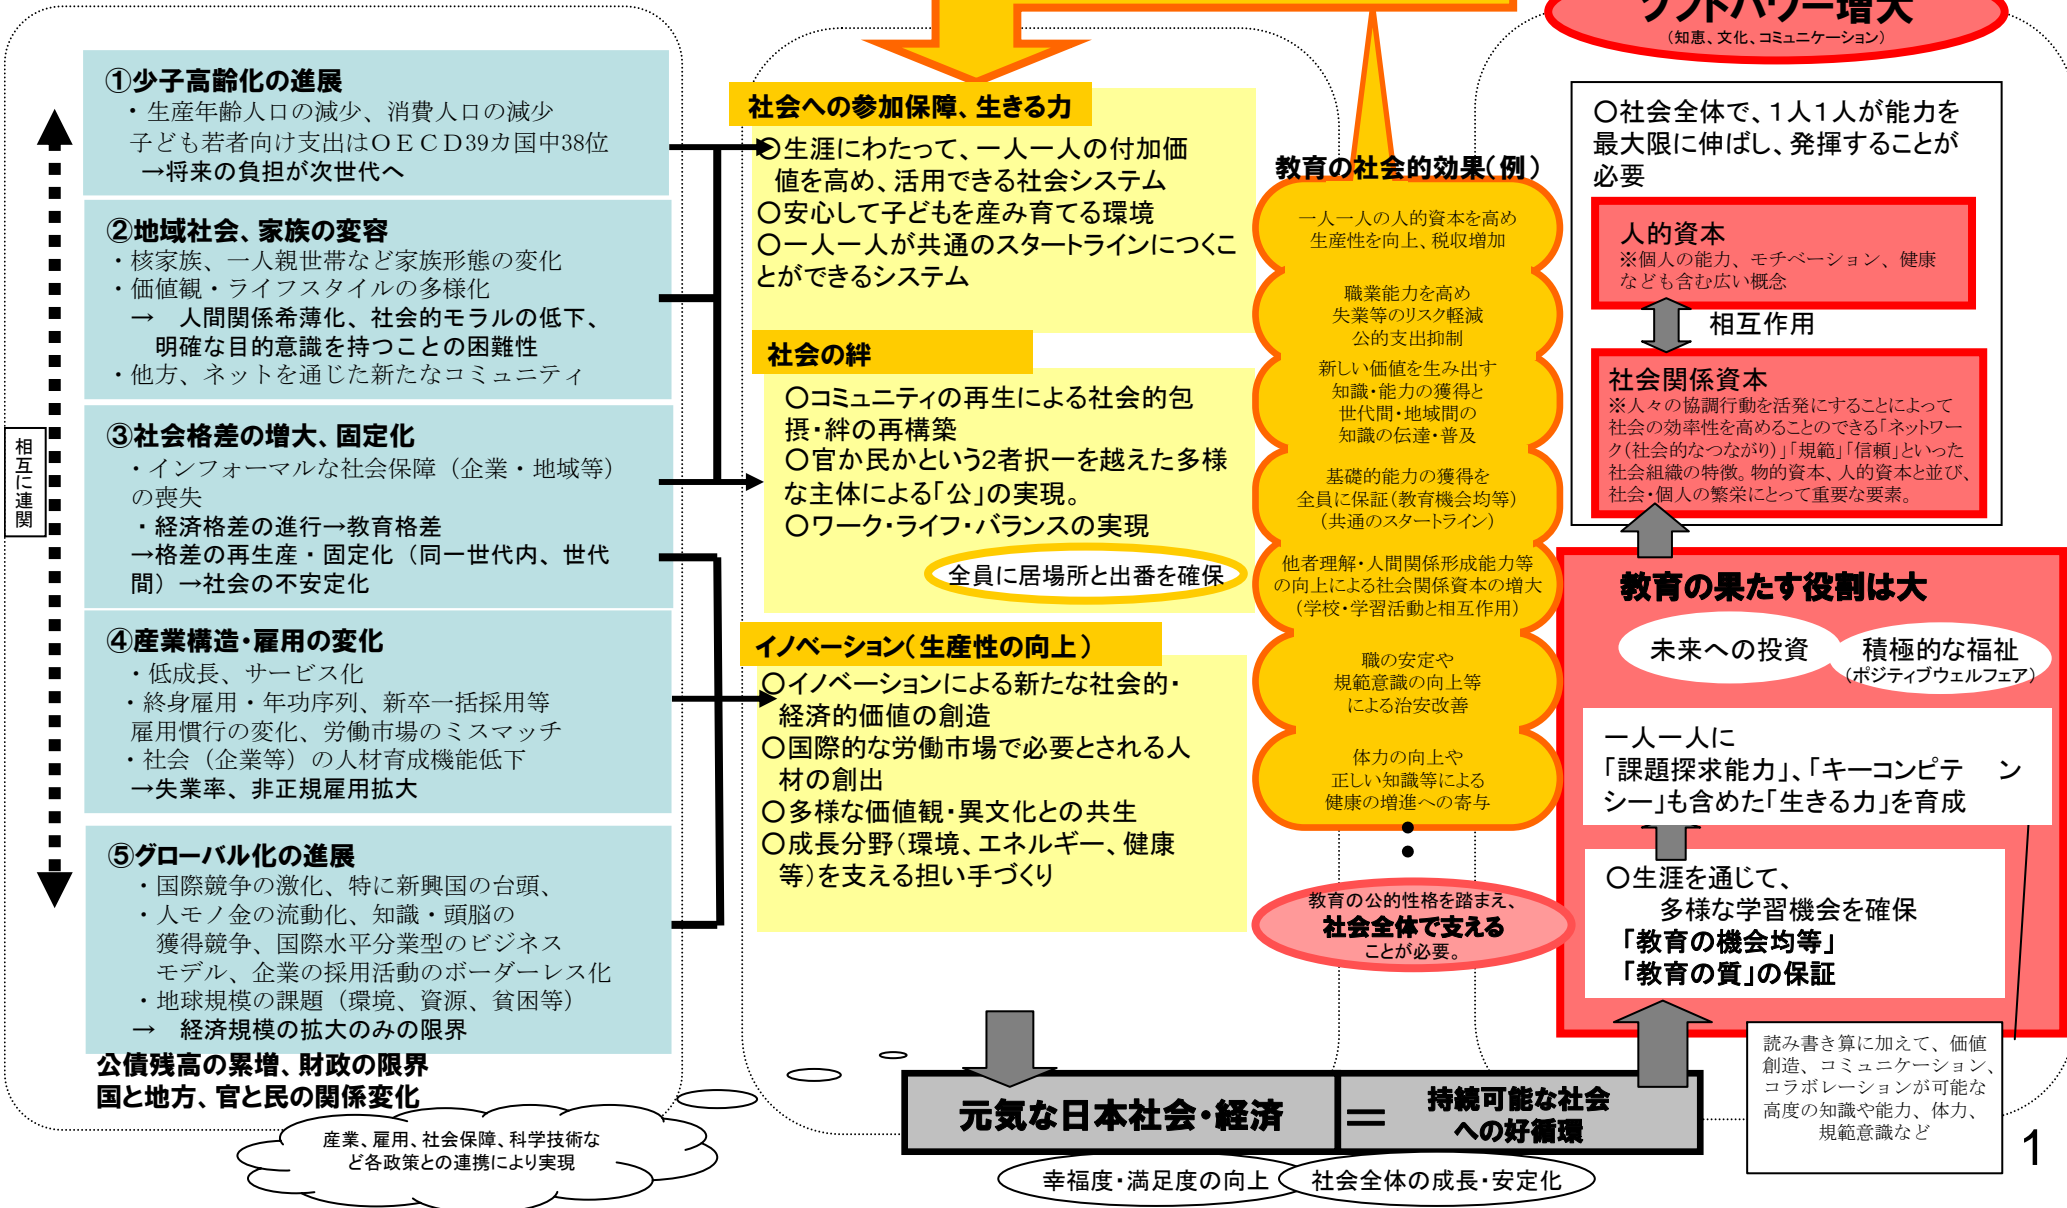 相互に連関
①少子高齢化の進展
・生産年齢人口の減少、消費人口の減少
子ども若者向け支出はOECD39カ国中38位
→将来の負担が次世代へ
②地域社会、家族の変容
・核家族、一人親世帯など家族形態の変化
・価値観・ライフスタイルの多様化
→　人間関係希薄化、社会的モラルの低下、
明確な目的意識を持つことの困難性
・他方、ネットを通じた新たなコミュニティ
③社会格差の増大、固定化
・インフォーマルな社会保障（企業・地域等）
の喪失
・経済格差の進行→教育格差
→格差の再生産・固定化（同一世代内、世代
間）→社会の不安定化
④産業構造・雇用の変化
・低成長、サービス化
・終身雇用・年功序列、新卒一括採用等
雇用慣行の変化、労働市場のミスマッチ
・社会（企業等）の人材育成機能低下
→失業率、非正規雇用拡大
⑤グローバル化の進展
・国際競争の激化、特に新興国の台頭、
・人モノ金の流動化、知識・頭脳の
獲得競争、国際水平分業型のビジネス
モデル、企業の採用活動のボーダーレス化
・地球規模の課題（環境、資源、貧困等）
→　経済規模の拡大のみの限界
公債残高の累増、財政の限界
国と地方、官と民の関係変化
産業、雇用、社会保障、科学技術な
ど各政策との連携により実現
社会への参加保障、生きる力
○生涯にわたって、一人一人の付加価
値を高め、活用できる社会システム
○安心して子どもを産み育てる環境
○一人一人が共通のスタートラインにつくこ
とができるシステム
社会の絆
○コミュニティの再生による社会的包
摂・絆の再構築
○官か民かという2者択一を越えた多様
な主体による「公」の実現。
○ワーク・ライフ・バランスの実現
全員に居場所と出番を確保
イノベーション（生産性の向上）
○イノベーションによる新たな社会的・
経済的価値の創造
○国際的な労働市場で必要とされる人
材の創出
○多様な価値観・異文化との共生
○成長分野（環境、エネルギー、健康
等）を支える担い手づくり
教育の社会的効果（例）
一人一人の人的資本を高め
生産性を向上、税収増加
職業能力を高め
失業等のリスク軽減
公的支出抑制
新しい価値を生み出す
知識・能力の獲得と
世代間・地域間の
知識の伝達・普及
基礎的能力の獲得を
全員に保証（教育機会均等）
（共通のスタートライン）
他者理解・人間関係形成能力等
の向上による社会関係資本の増大
（学校・学習活動と相互作用）
職の安定や
規範意識の向上等
による治安改善
体力の向上や
正しい知識等による
健康の増進への寄与
教育の公的性格を踏まえ、
社会全体で支える
ことが必要。
ソフトパワー増大
（知恵、文化、コミュニケーション）
○社会全体で、１人１人が能力を
最大限に伸ばし、発揮することが
必要
人的資本
※個人の能力、モチベーション、健康
なども含む広い概念
相互作用
社会関係資本
※人々の協調行動を活発にすることによって
社会の効率性を高めることのできる「ネットワー
ク（社会的なつながり）」「規範」「信頼」といった
社会組織の特徴。物的資本、人的資本と並び、
社会・個人の繁栄にとって重要な要素。
教育の果たす役割は大
未来への投資
積極的な福祉
（ポジティブウェルフェア）
一人一人に
「課題探求能力」、「キーコンピテ　ン
シー」も含めた「生きる力」を育成
○生涯を通じて、
多様な学習機会を確保
「教育の機会均等」
「教育の質」の保証
読み書き算に加えて、価値
創造、コミュニケーション、
コラボレーションが可能な
高度の知識や能力、体力、
規範意識など
元気な日本社会・経済
＝
持続可能な社会
への好循環
幸福度・満足度の向上
社会全体の成長・安定化
1